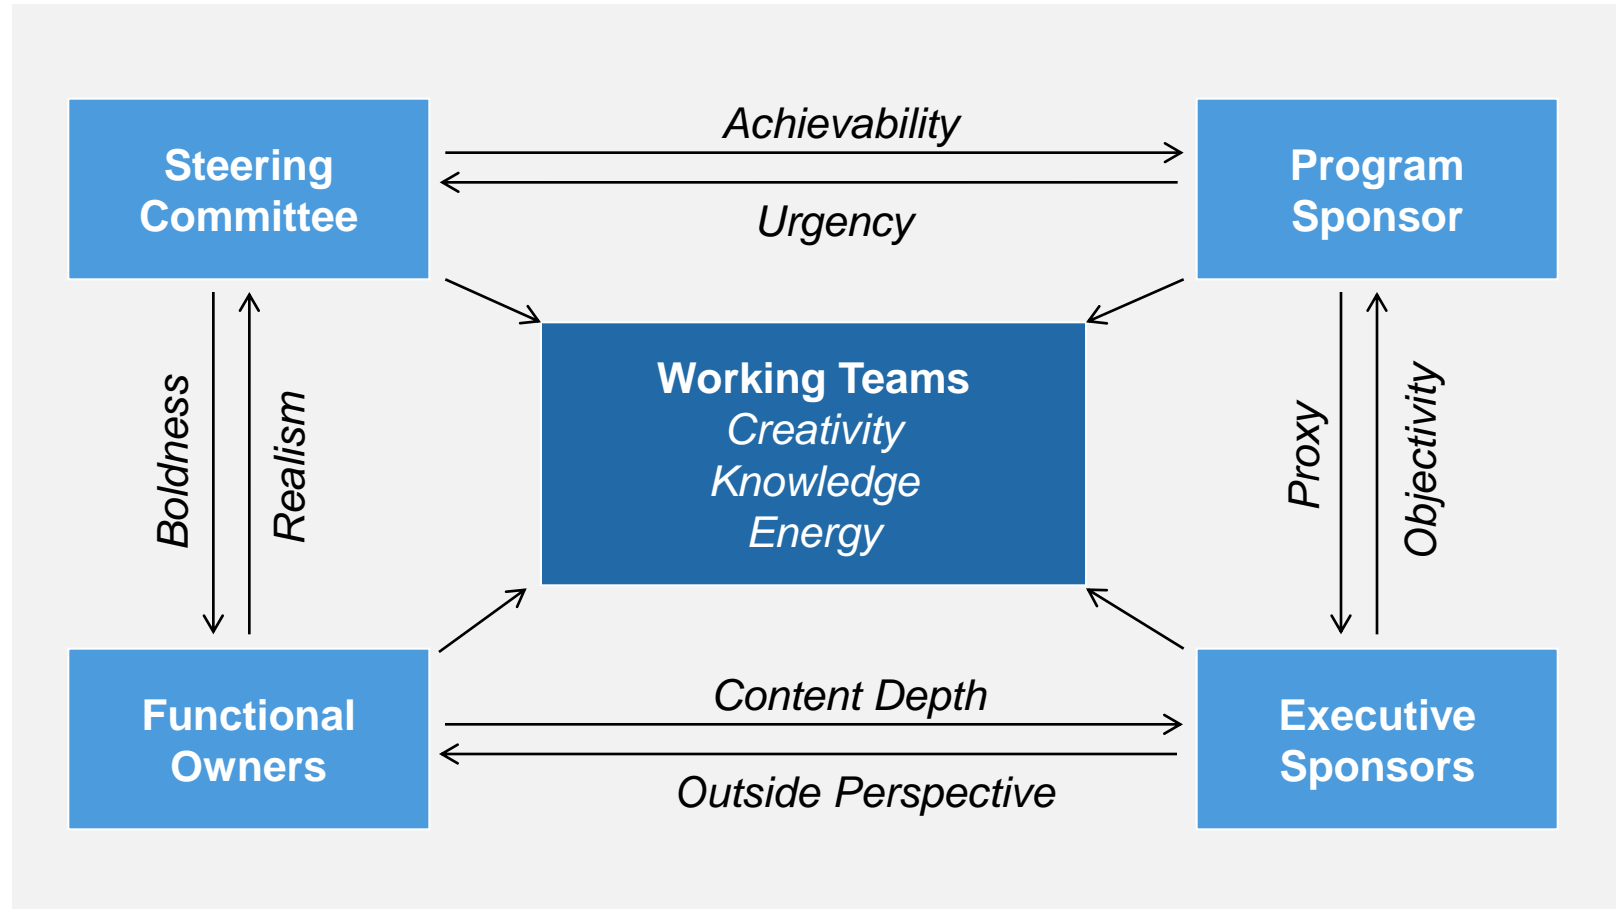 Steering
Committee
Achievability
Urgency
Program
Sponsor
Boldness
Realism
Working Teams
Creativity
Knowledge
Energy
Proxy
Objectivity
Functional
Owners
Content Depth
Outside Perspective
Executive
Sponsors